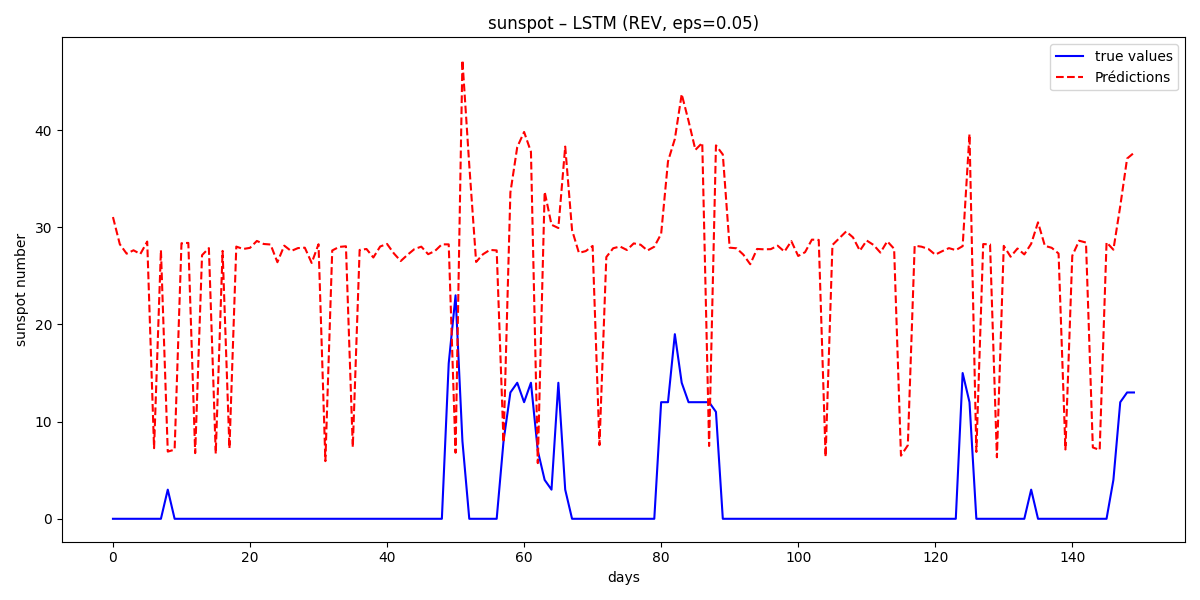 sunspot – LSTM (REV, eps=0.05)
true values
Prédictions
sunspot number
40
30
20
10
0
0 20 40 60 80 100 120 140
days